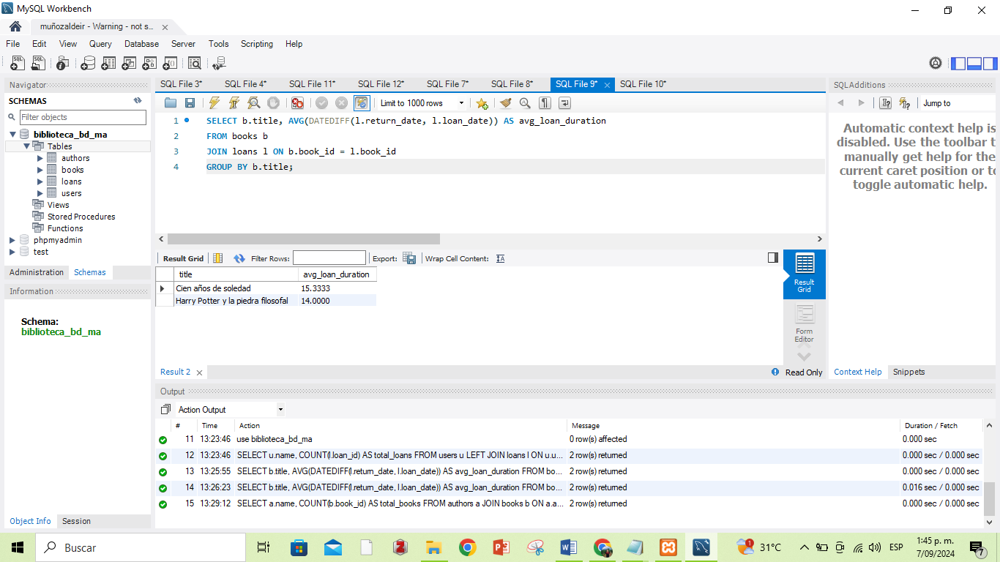 MySQL Workbench
muñozaldeir - Warning - not s...
File Edit View Query Database Server Tools Scripting Help
Navigator
SCHEMAS
Filter objects
biblioteca_bd_ma
Tables
authors
books
loans
users
Views
Stored Procedures
Functions
phpmyadmin
test
Administration Schemas
Information
Schema:
biblioteca_bd_ma
Object Info Session
SQL File 3* SQL File 4* SQL File 11* SQL File 12* SQL File 7* SQL File 8* SQL File 9* SQL File 10*
Limit to 1000 rows
1 SELECT b.title, AVG(DATEDIFF(l.return_date, l.loan_date)) AS avg_loan_duration
2 FROM books b
3 JOIN loans l ON b.book_id = l.book_id
4 GROUP BY b.title;
Result Grid Filter Rows: Export: Wrap Cell Content:
title avg_loan_duration
Cien años de soledad 15.3333
Harry Potter y la piedra filosofal 14.0000
Result Grid
Form Editor
Result 2 Read Only
SQLAdditions
Jump to
Automatic context help is
disabled. Use the toolbar t
manually get help for the
current caret position or to
toggle automatic help.
Context Help Snippets
Output
Action Output
# Time Action Message Duration / Fetch
11 13:23:46 use biblioteca_bd_ma 0 row(s) affected 0.000 sec
12 13:23:46 SELECT u.name, COUNT(l.loan_id) AS total_loans FROM users u LEFT JOIN loans l ON u.u... 2 row(s) returned 0.000 sec / 0.000 sec
13 13:25:55 SELECT b.title, AVG(DATEDIFF(l.return_date, l.loan_date)) AS avg_loan_duration FROM bo... 2 row(s) returned 0.000 sec / 0.000 sec
14 13:26:23 SELECT b.title, AVG(DATEDIFF(l.return_date, l.loan_date)) AS avg_loan_duration FROM bo... 2 row(s) returned 0.016 sec / 0.000 sec
15 13:29:12 SELECT a.name, COUNT(b.book_id) AS total_books FROM authors a JOIN books b ON a.a... 2 row(s) returned 0.000 sec / 0.000 sec
Buscar
31°C
ESP
1:45 p. m.
7/09/2024
7